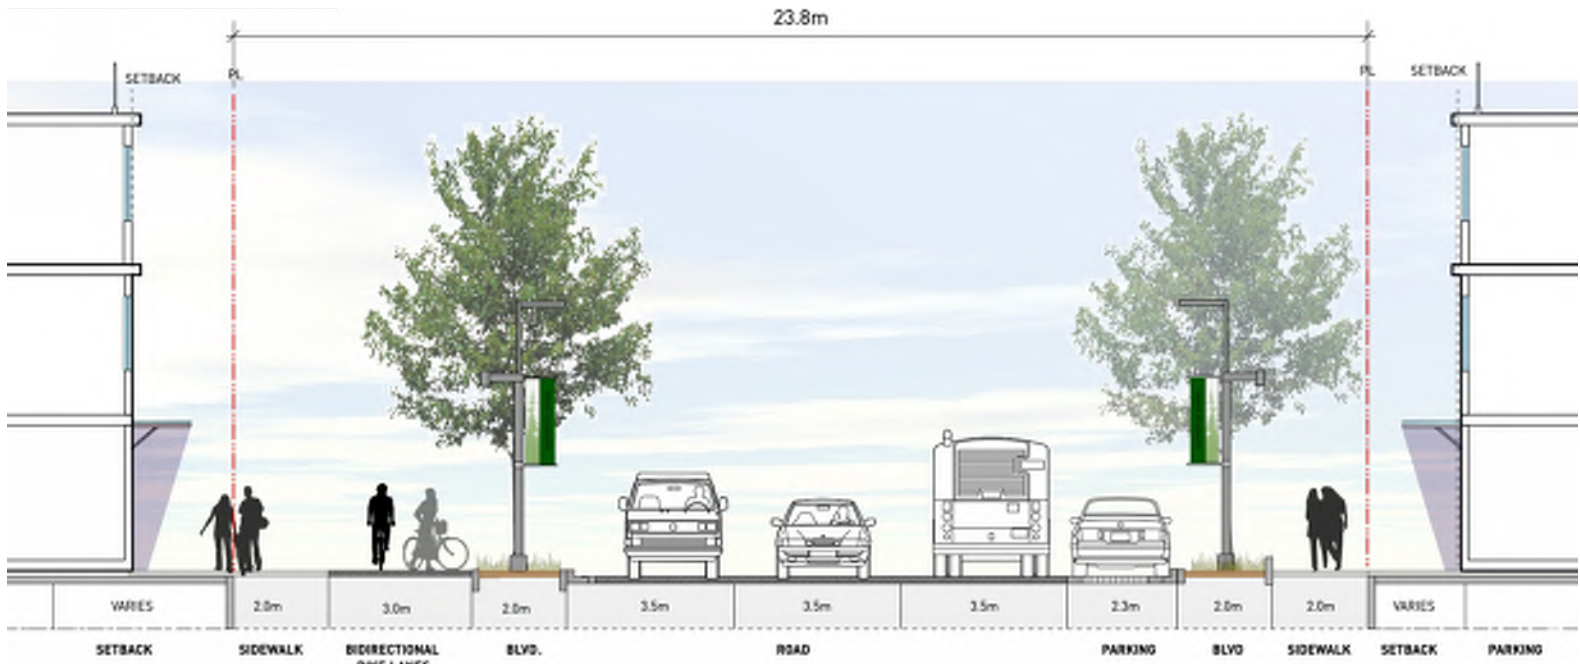 23.8m
SETBACK
PL
PL
SETBACK
VARIES
2.0m
3.0m
2.0m
3.5m
3.5m
3.5m
2.3m
2.0m
2.0m
VARIES
SETBACK
SIDEWALK
BIDIRECTIONAL
BLVD.
ROAD
PARKING
BLVD
SIDEWALK
SETBACK
PARKING